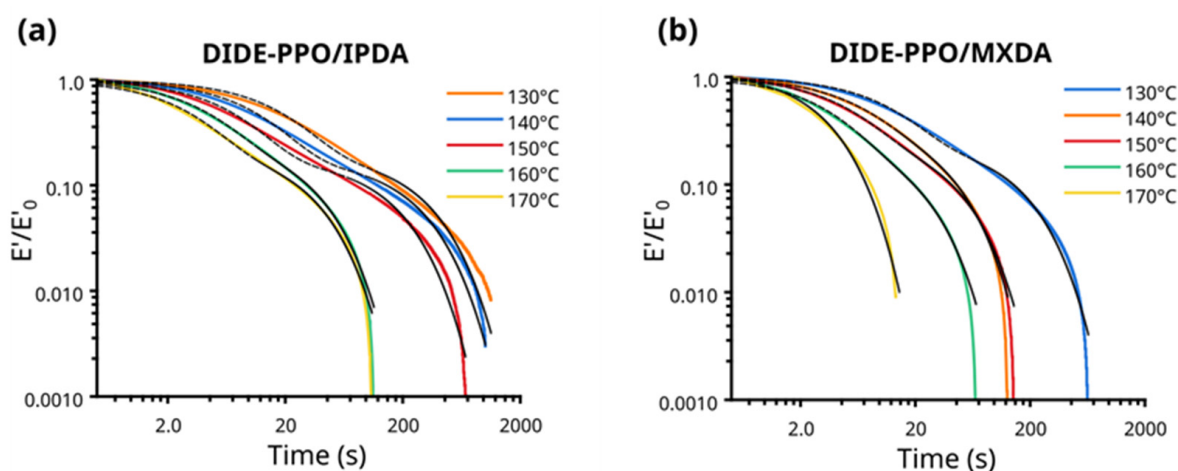 (a)
DIDE-PPO/IPDA
1.0
0.10
0.010
0.0010
E'/E'0
2.0
20
200
2000
Time (s)
130°C
140°C
150°C
160°C
170°C
(b)
DIDE-PPO/MXDA
1.0
0.10
0.010
0.0010
E'/E'0
2.0
20
200
2000
Time (s)
130°C
140°C
150°C
160°C
170°C